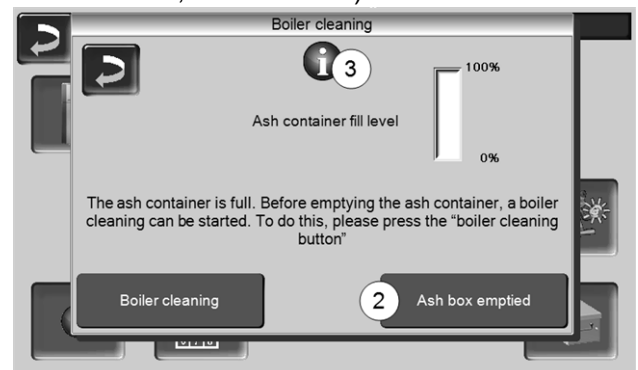 Boiler cleaning
3
100%
Ash container fill level
0%
The ash container is full. Before emptying the ash container, a boiler
cleaning can be started. To do this, please press the “boiler cleaning
button”
Boiler cleaning
2
Ash box emptied